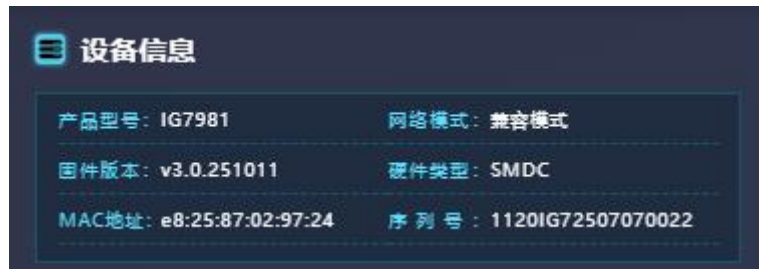 设备信息
产品型号：IG7981 网络模式：兼容模式
固件版本：v3.0.251011 硬件类型：SMDC
MAC地址：e8:25:87:02:97:24 序列号：1120IG72507070022